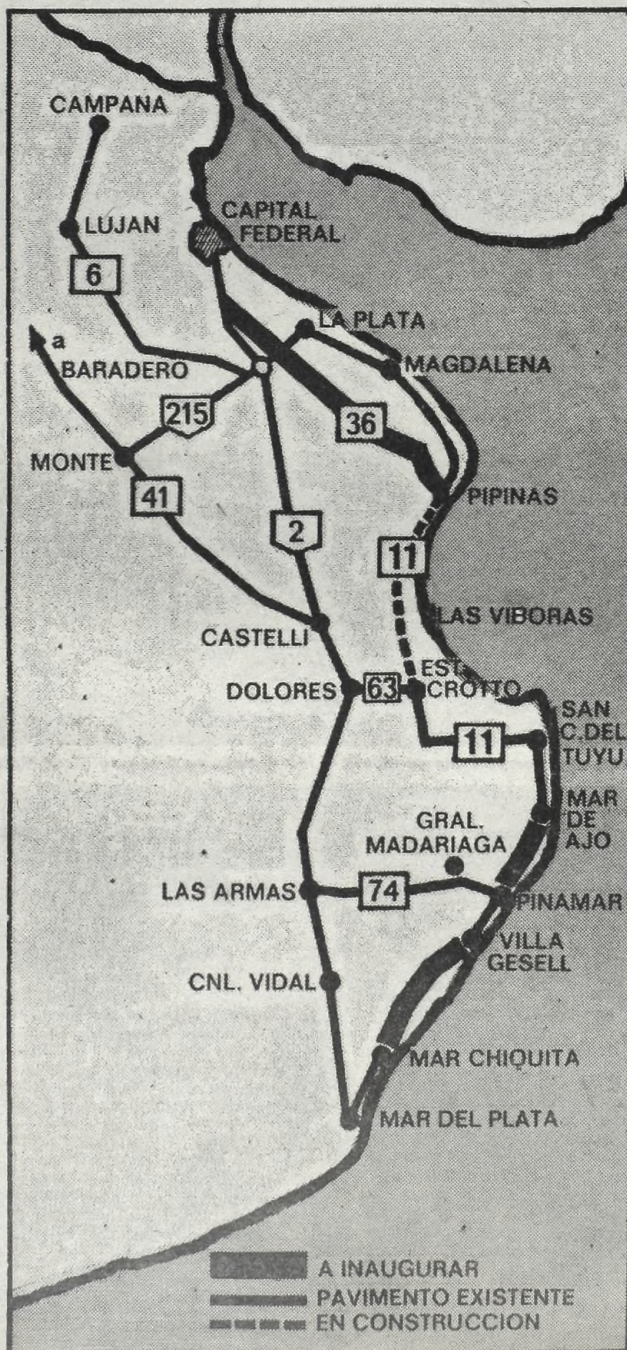 CAMPANA
LUJAN
CAPITAL
FEDERAL
6
LA PLATA
a
BARADERO
MAGDALENA
215
36
MONTE
41
PIPINAS
2
11
LAS VIBORAS
CASTELLI
EST.
CROTTO
DOLORES
63
SAN
C.DEL
TUYU
11
MAR
DE
AJO
GRAL.
MADARIAGA
LAS ARMAS
74
PINAMAR
VILLA
GESELL
CNL. VIDAL
MAR CHIQUITA
MAR DEL PLATA
A INAUGURAR
PAVIMENTO EXISTENTE
EN CONSTRUCCION